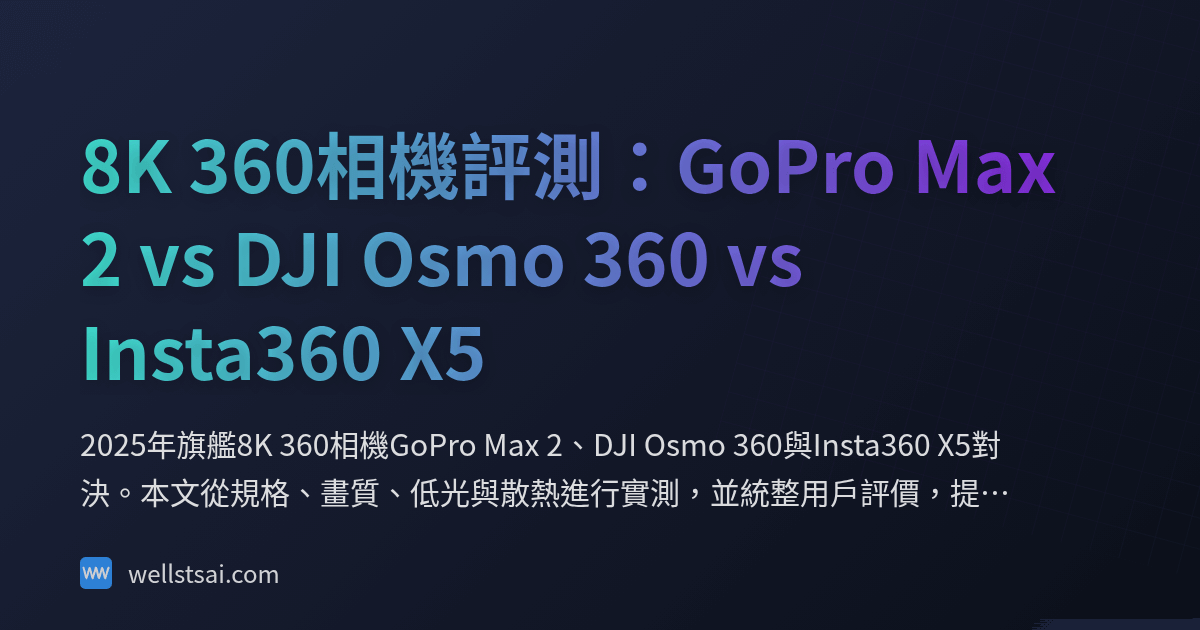 8K 360相機評測：GoPro Max
2 vs DJI Osmo 360 vs
Insta360 X5
2025年旗艦8K 360相機GoPro Max 2、DJI Osmo 360與Insta360 X5對
決。本文從規格、畫質、低光與散熱進行實測，並統整用戶評價，提…
wellstsai.com